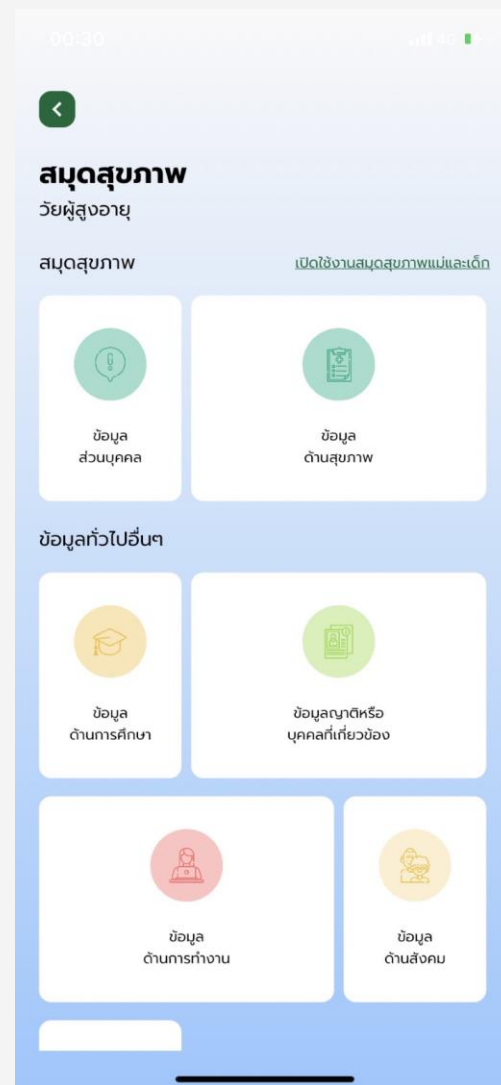 00:30
4G
สมุดสุขภาพ
วัยผู้สูงอายุ
สมุดสุขภาพ
เปิดใช้งานสมุดสุขภาพแม่และเด็ก
ข้อมูล
ส่วนบุคคล
ข้อมูล
ด้านสุขภาพ
ข้อมูลทั่วไปอื่นๆ
ข้อมูล
ด้านการศึกษา
ข้อมูลญาติหรือ
บุคคลที่เกี่ยวข้อง
ข้อมูล
ด้านการทำงาน
ข้อมูล
ด้านสังคม